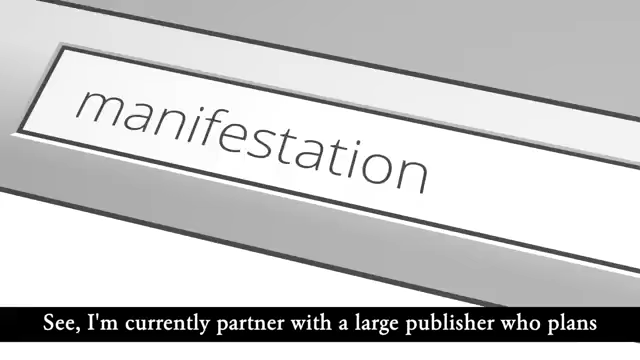 manifestation
See, I'm currently partner with a large publisher who plans